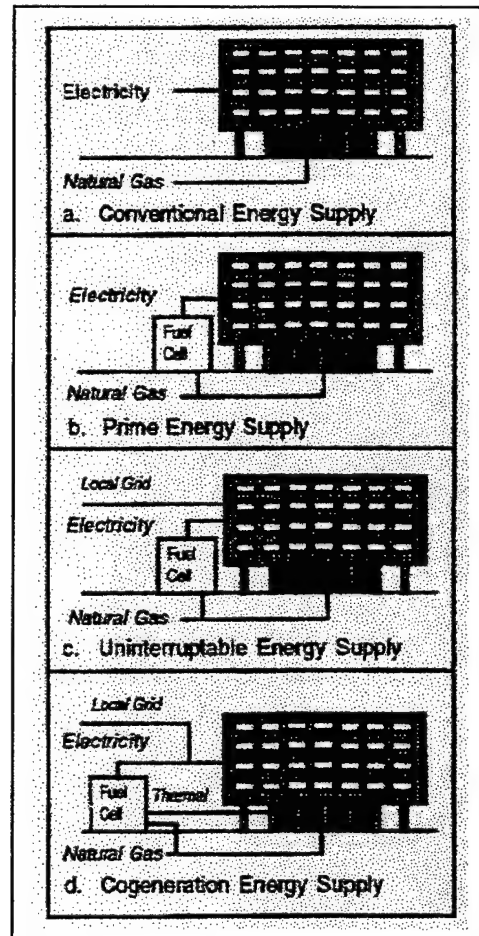 Electricity
Natural Gas
a. Conventional Energy Supply
Electricity
Fuel
Cell
Natural Gas
b. Prime Energy Supply
Local Grid
Electricity
Fuel
Cell
Natural Gas
c. Uninterruptable Energy Supply
Local Grid
Electricity
Fuel
Cell
Thermal
Natural Gas
d. Cogeneration Energy Supply